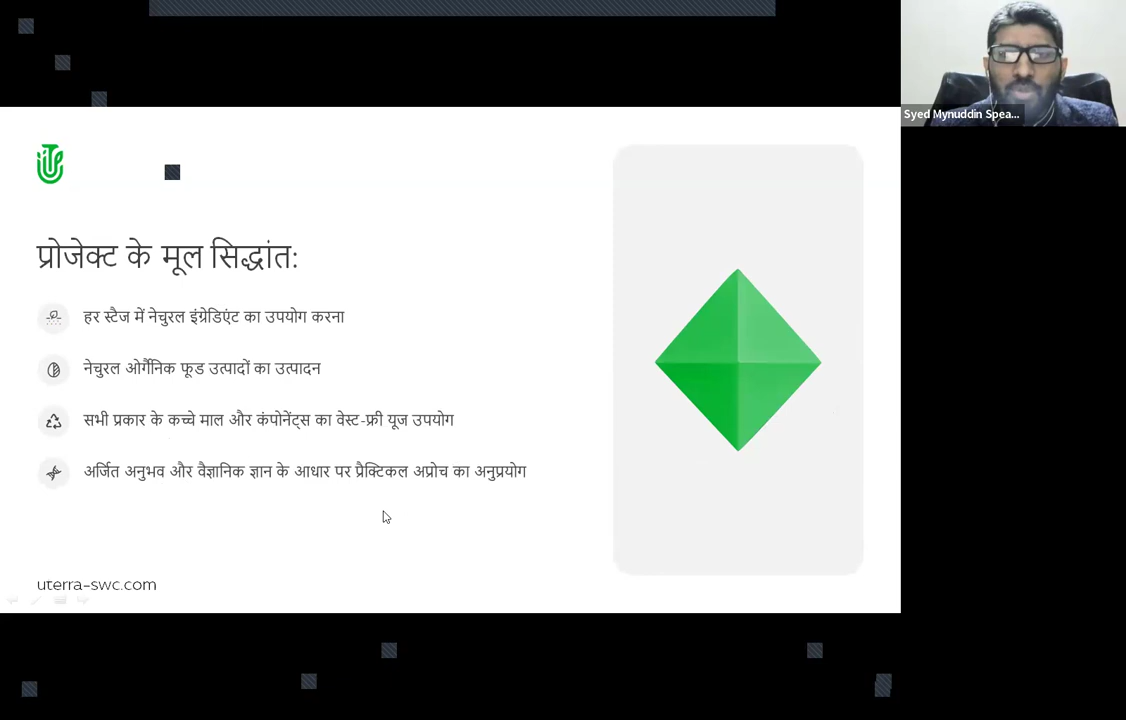 Syed Mynuddin Spea...
प्रोजेक्ट के मूल सिद्धांत:
हर स्टैज में नेचुरल इंग्रेडिएंट का उपयोग करना
नेचुरल ओर्गैनिक फूड उत्पादों का उत्पादन
सभी प्रकार के कच्चे माल और कंपोनेंट्स का वेस्ट-फ्री यूज उपयोग
अर्जित अनुभव और वैज्ञानिक ज्ञान के आधार पर प्रैक्टिकल अप्रोच का अनुप्रयोग
uterra-swc.com